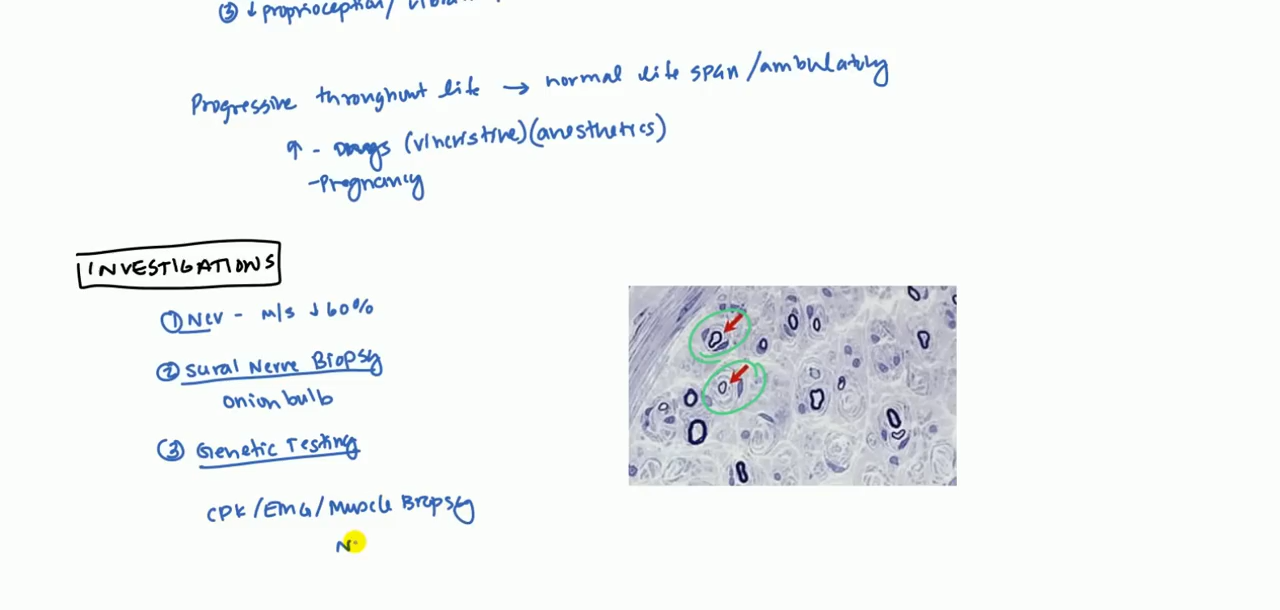 ③ ↓ proprioception/
Progressive throughout life → normal life span/ambulatory
↑ - Drugs (vincristine)(anesthetics)
-Pregnancy
INVESTIGATIONS
① NCV - M/S ↓ 60%
② Sural Nerve Biopsy
onion bulb
③ Genetic Testing
CPK/EMG/Muscle Biopsy
N